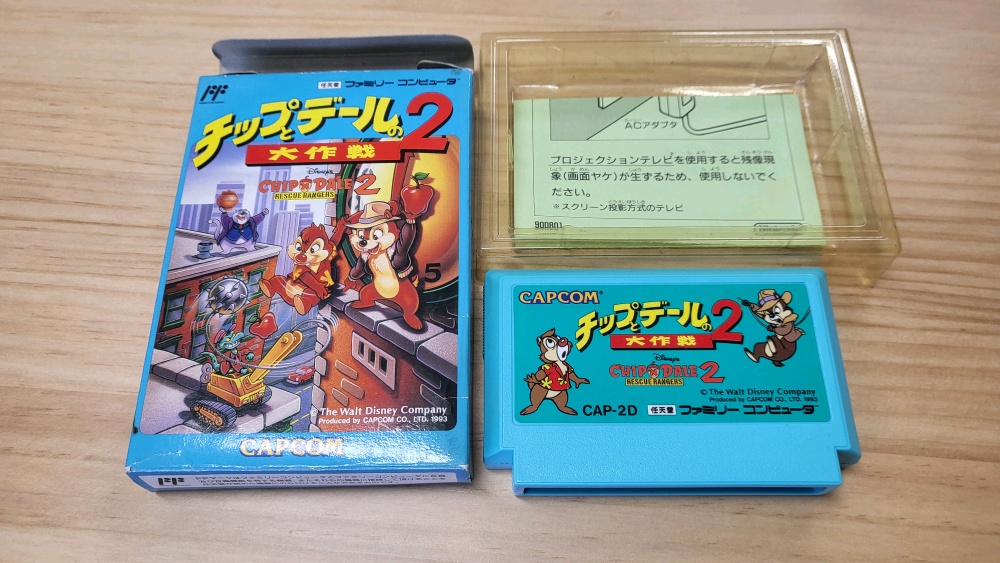 任天堂 ファミリー コンピュータ
チップとデールの2
大作戦
Disney's
CHIP 'N DALE 2
RESCUE RANGERS
5
© The Walt Disney Company
Produced by CAPCOM CO., LTD. 1993
CAPCOM
ACアダプタ
プロジェクションテレビを使用すると残像現
象(画面ヤケ)が生ずるため、使用しないでく
ださい。
※スクリーン投影方式のテレビ
900801
CAPCOM
チップとデールの2
大作戦
Disney's
CHIP 'N DALE 2
RESCUE RANGERS
© The Walt Disney Company
Produced by CAPCOM CO., LTD. 1993
CAP-2D 任天堂 ファミリー コンピュータ